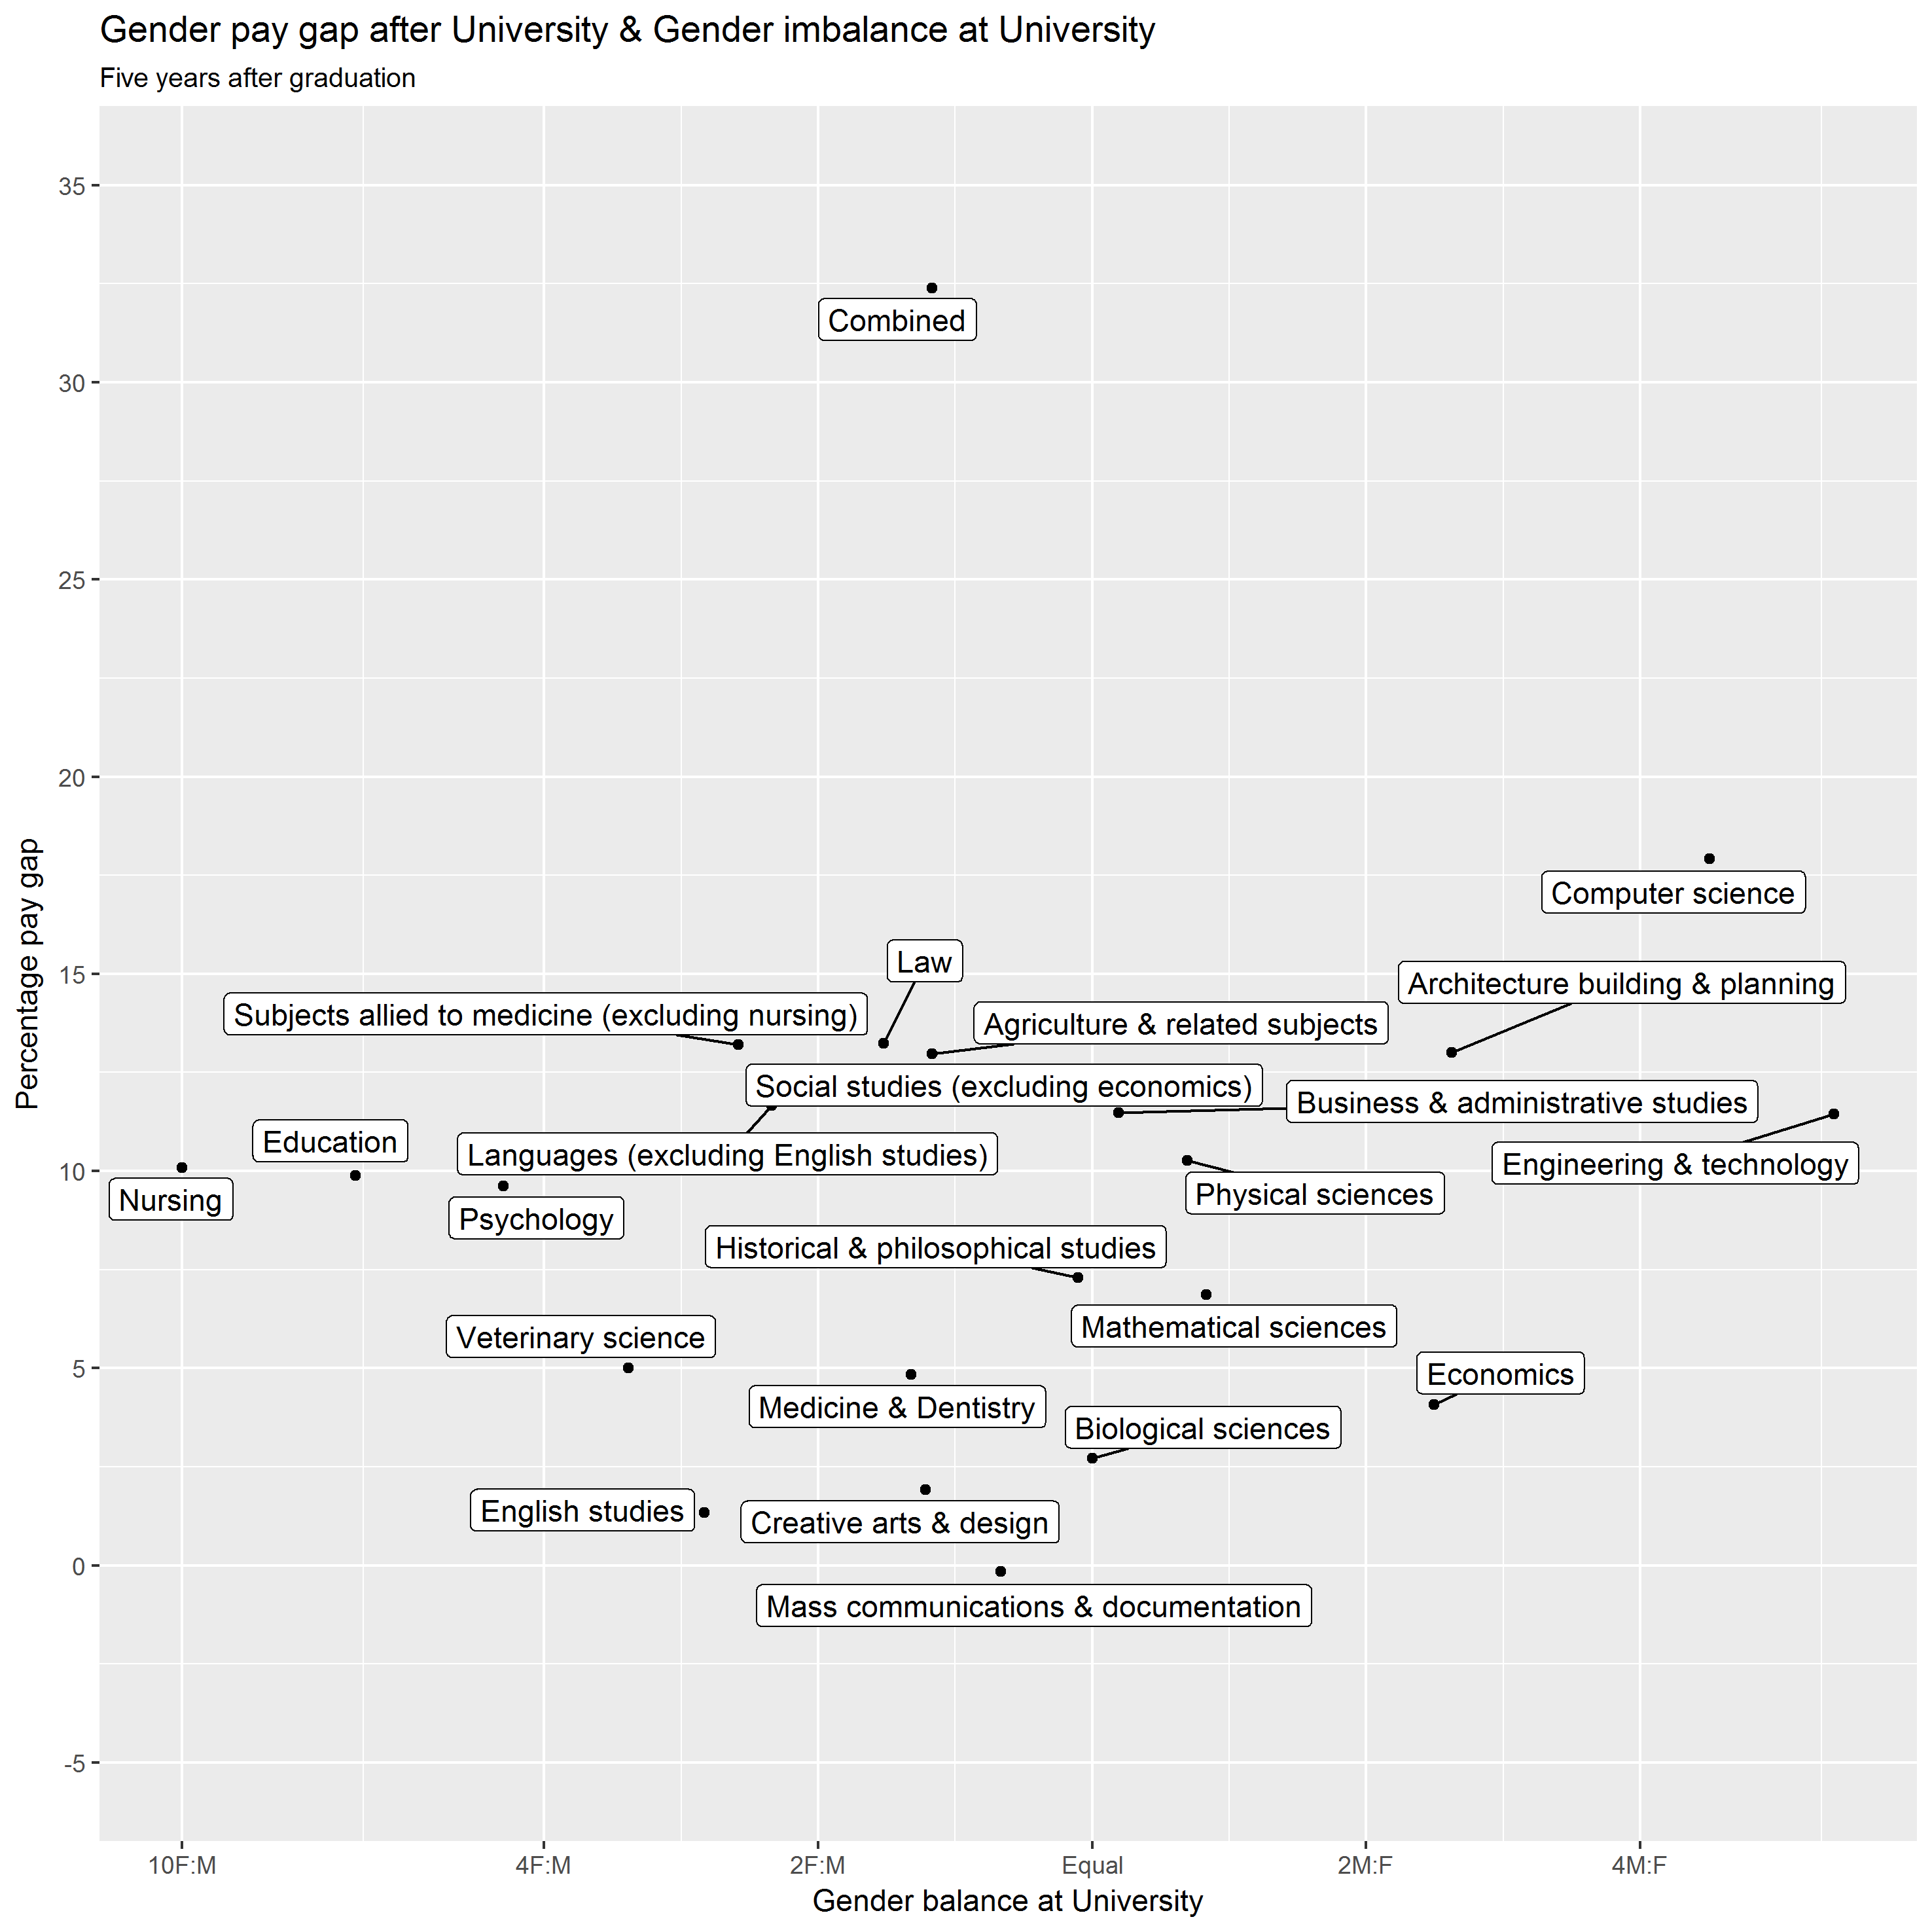 Gender pay gap after University & Gender imbalance at University
Five years after graduation
Percentage pay gap
35
30
25
20
15
10
5
0
-5
Combined
Computer science
Law
Architecture building & planning
Subjects allied to medicine (excluding nursing)
Agriculture & related subjects
Social studies (excluding economics)
Business & administrative studies
Education
Languages (excluding English studies)
Engineering & technology
Nursing
Physical sciences
Psychology
Historical & philosophical studies
Mathematical sciences
Veterinary science
Economics
Medicine & Dentistry
Biological sciences
English studies
Creative arts & design
Mass communications & documentation
10F:M
4F:M
2F:M
Equal
2M:F
4M:F
Gender balance at University